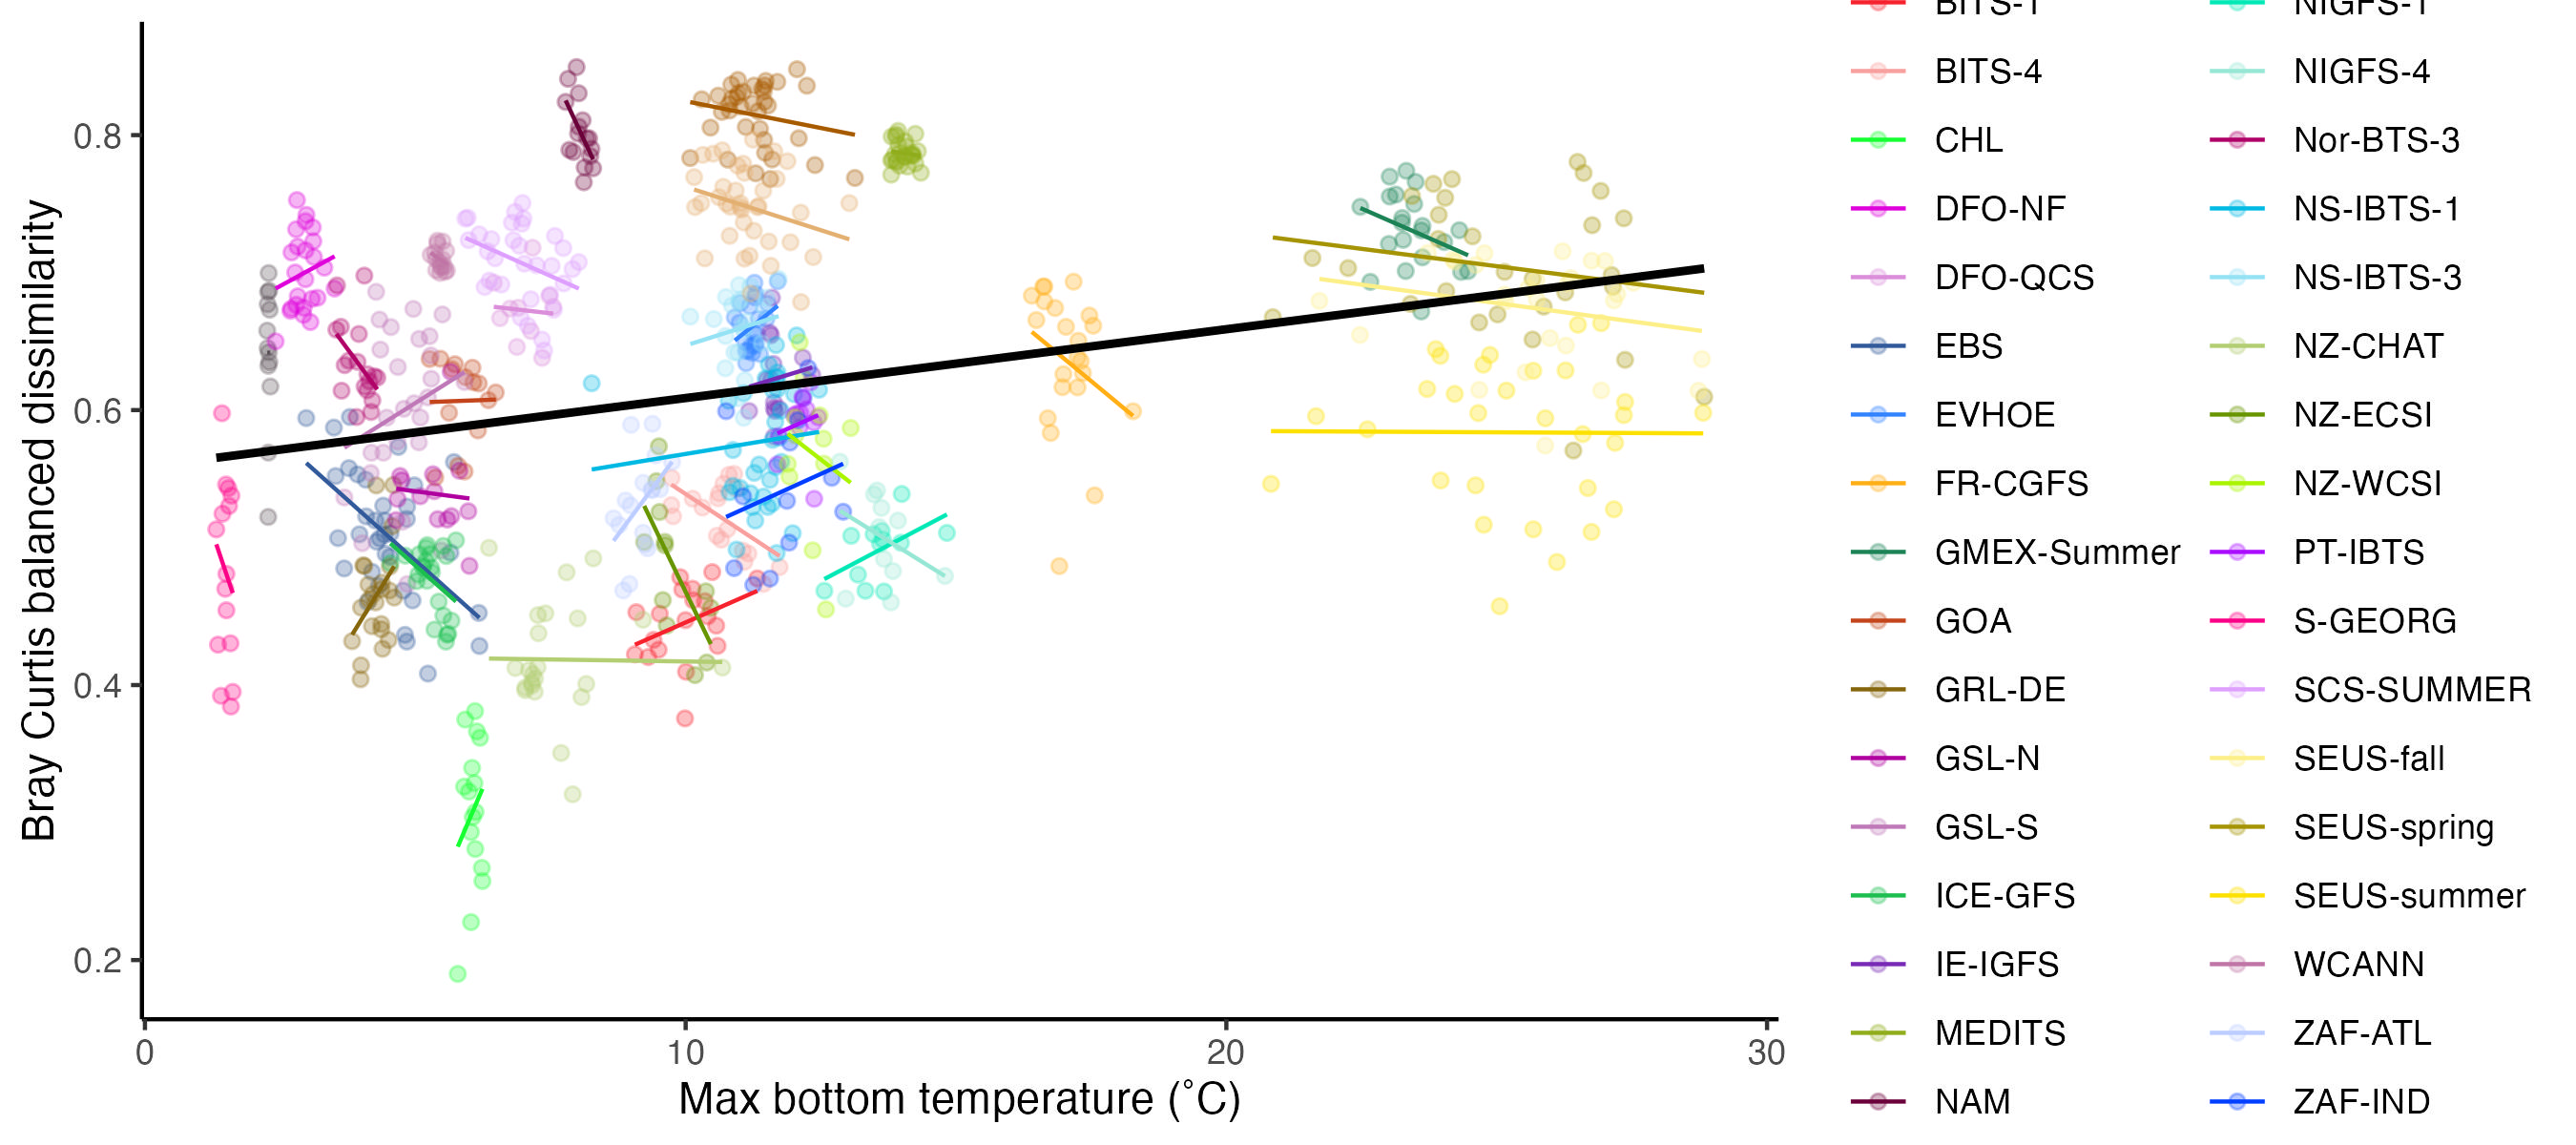 BITS-1 NIGFS-1
BITS-4 NIGFS-4
CHL Nor-BTS-3
DFO-NF NS-IBTS-1
DFO-QCS NS-IBTS-3
EBS NZ-CHAT
EVHOE NZ-ECSI
FR-CGFS NZ-WCSI
GMEX-Summer PT-IBTS
GOA S-GEORG
GRL-DE SCS-SUMMER
GSL-N SEUS-fall
GSL-S SEUS-spring
ICE-GFS SEUS-summer
IE-IGFS WCANN
MEDITS ZAF-ATL
NAM ZAF-IND
Bray Curtis balanced dissimilarity
0.8
0.6
0.4
0.2
0 10 20 30
Max bottom temperature (°C)